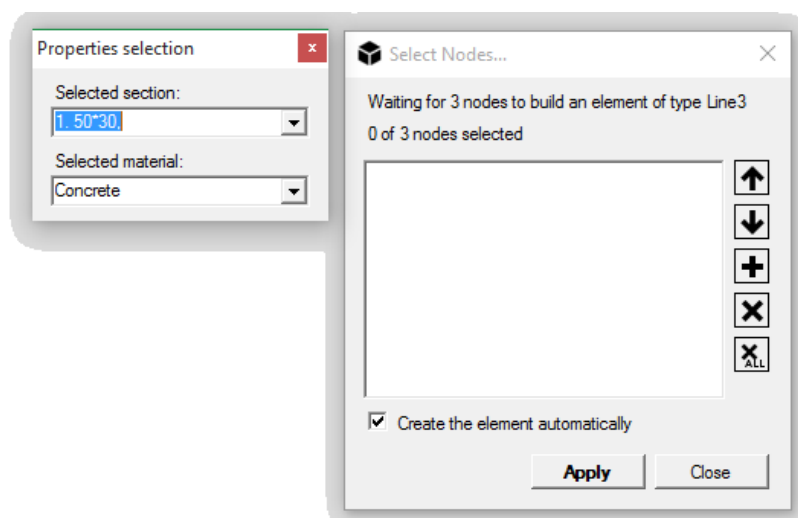 Properties selection
x
Selected section:
1. 50*30,
Selected material:
Concrete
Select Nodes...
Waiting for 3 nodes to build an element of type Line3
0 of 3 nodes selected
ALL
Create the element automatically
Apply
Close